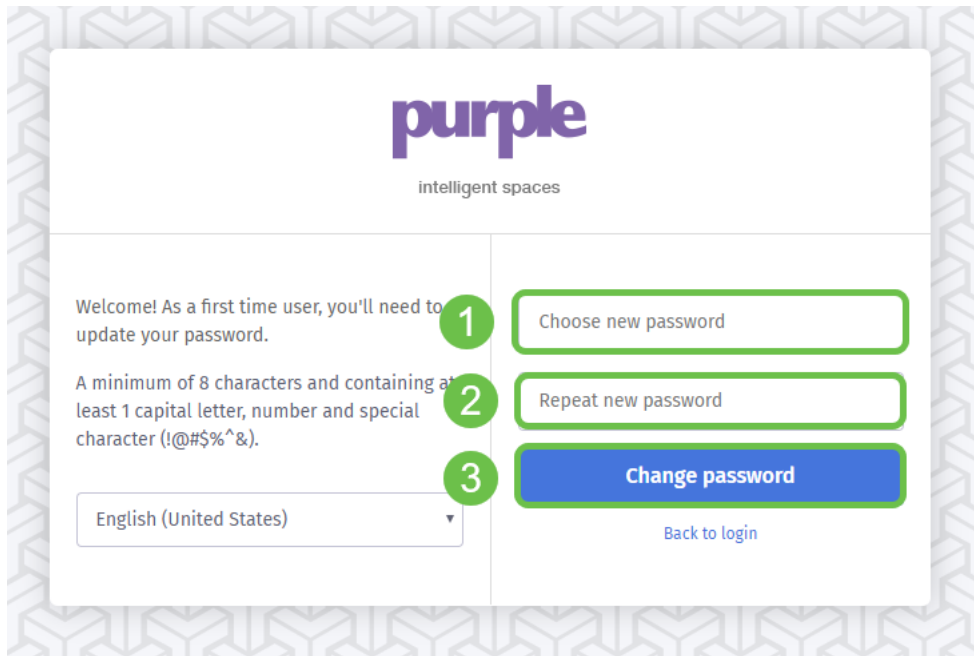 purple
intelligent spaces
Welcome! As a first time user, you'll need to
update your password.
A minimum of 8 characters and containing at
least 1 capital letter, number and special
character (!@#$%^&).
English (United States)
1
Choose new password
2
Repeat new password
3
Change password
Back to login